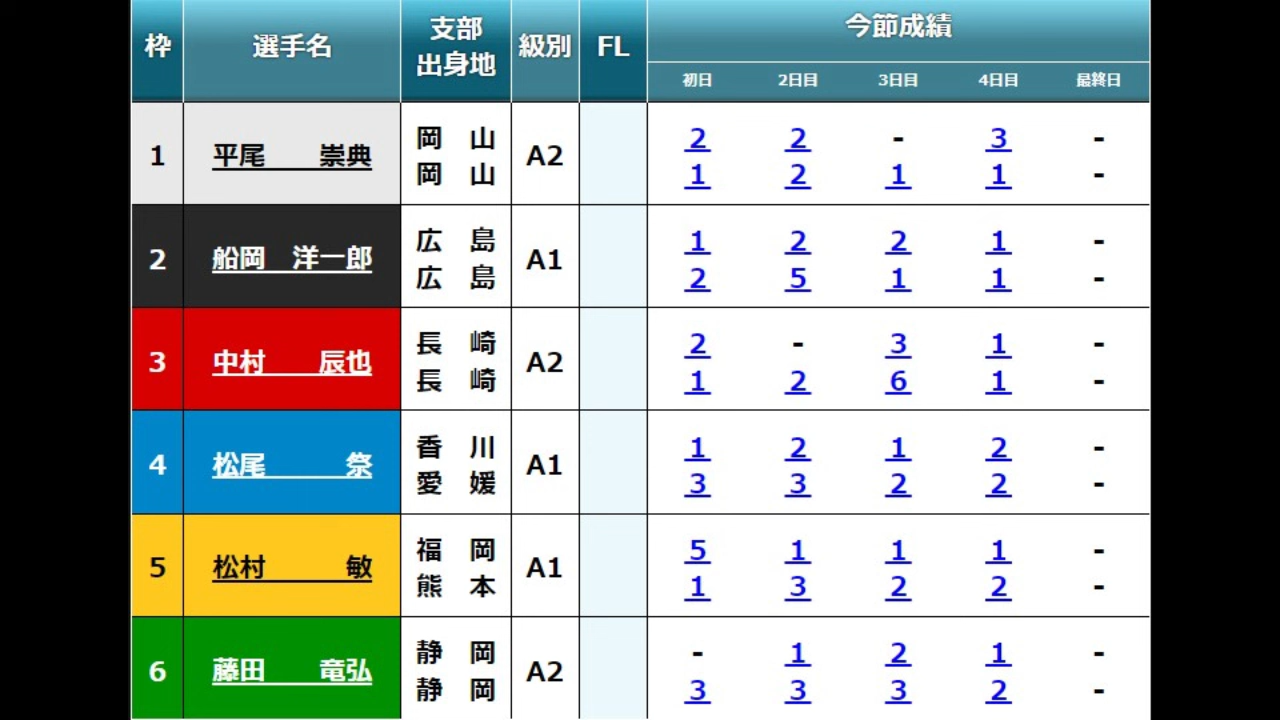 枠 選手名 支部 出身地 級別 FL 今節成績
初日 2日目 3日目 4日目 最終日
1 平尾 崇典 岡山 A2 2 2 - 3 -
岡山 1 2 1 1 -
2 船岡 洋一郎 広島 A1 1 2 2 1 -
広島 2 5 1 1 -
3 中村 辰也 長崎 A2 2 - 3 1 -
長崎 1 2 6 1 -
4 松尾 祭 香川 A1 1 2 1 2 -
愛媛 3 3 2 2 -
5 松村 敏 福岡 A1 5 1 1 1 -
熊本 1 3 2 2 -
6 藤田 竜弘 静岡 A2 - 1 2 1 -
静岡 3 3 3 2 -